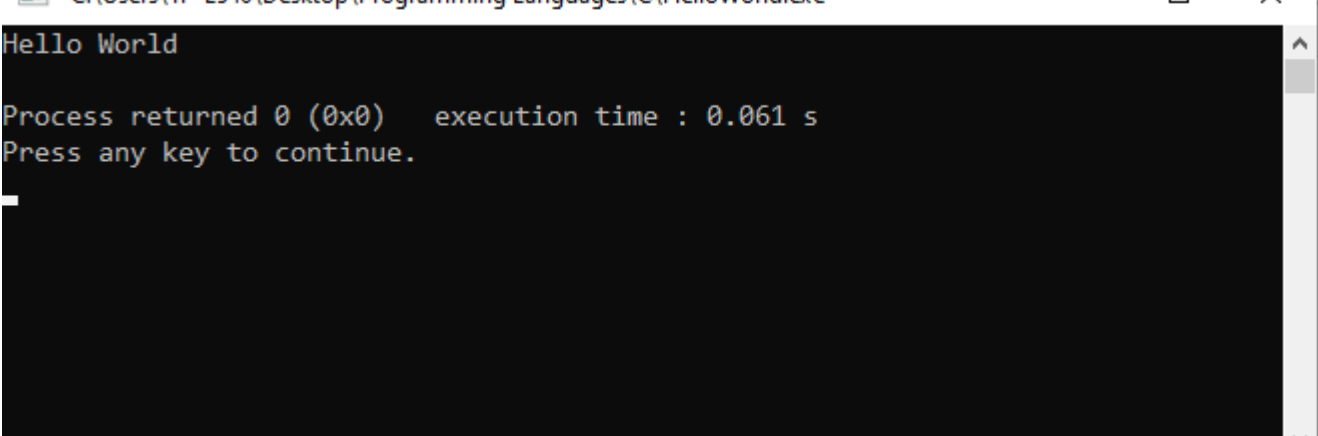 Hello World
Process returned 0 (0x0)   execution time : 0.061 s
Press any key to continue.